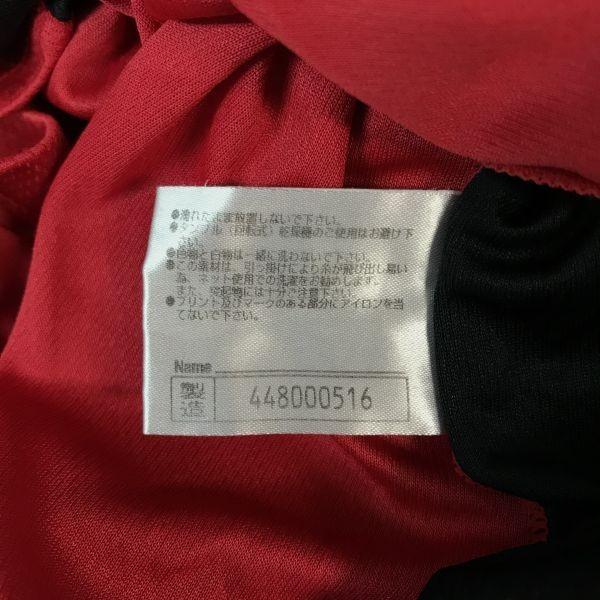 ●濡れたまま放置しないで下さい。
●タンブル（回転式）乾燥機のご使用はお避け下
さい。
●色物と白物は一緒に洗わないで下さい。
●この素材は、引っ掛けにより糸が飛び出し易い
為、ネット使用での洗濯をお勧めします。
また、突起物には十分ご注意下さい。
●プリント及びマークのある部分にアイロンを当
てないで下さい。
Name
製造 448000516